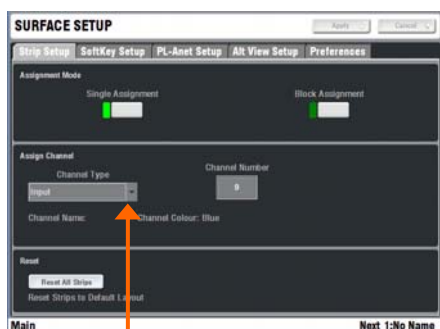 SURFACE SETUP
Apply Cancel
Strip Setup SoftKey Setup PL-Anet Setup Alt View Setup Preferences
Assignment Mode
Single Assignment Block Assignment
Assign Channel
Channel Type Channel Number
Input 0
Channel Name: Channel Colour: Blue
Reset
Reset All Strips
Reset Strips to Default Layout
Main Next 1:No Name